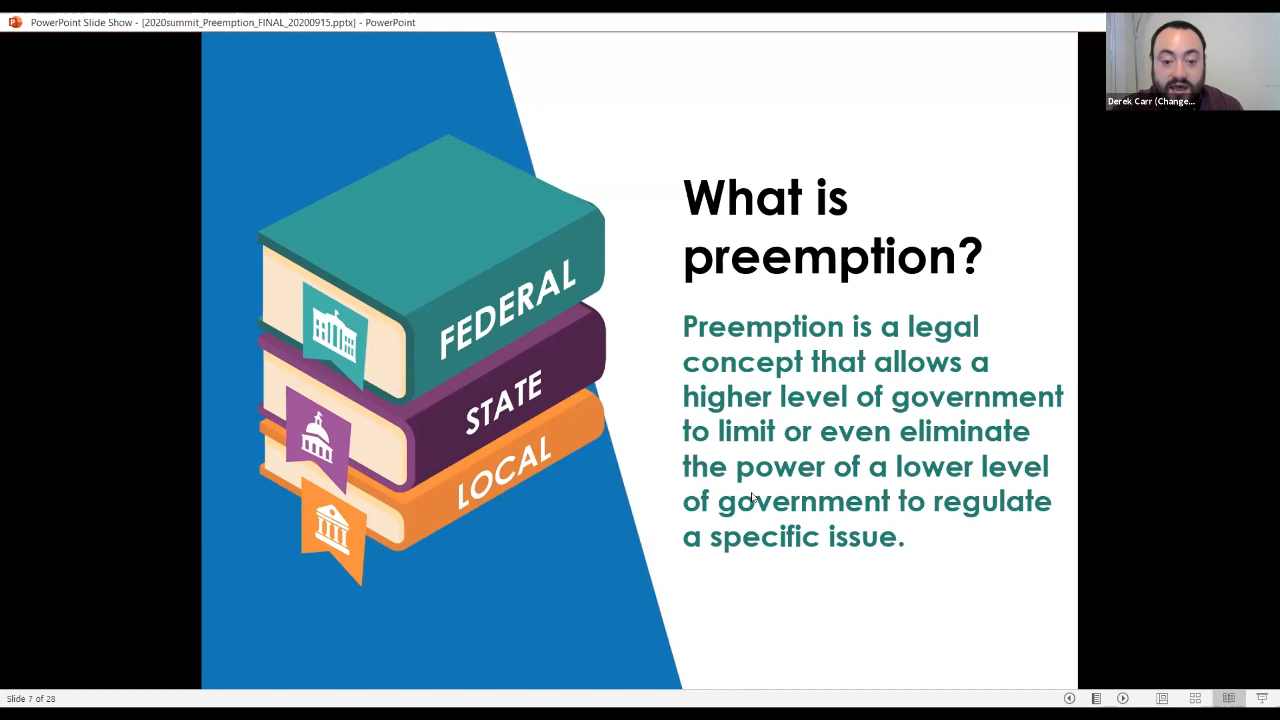 PowerPoint Slide Show - [2020summit_Preemption_FINAL_20200915.pptx] - PowerPoint
Derek Carr (Change...
FEDERAL
STATE
LOCAL
What is
preemption?
Preemption is a legal
concept that allows a
higher level of government
to limit or even eliminate
the power of a lower level
of government to regulate
a specific issue.
Slide 7 of 28